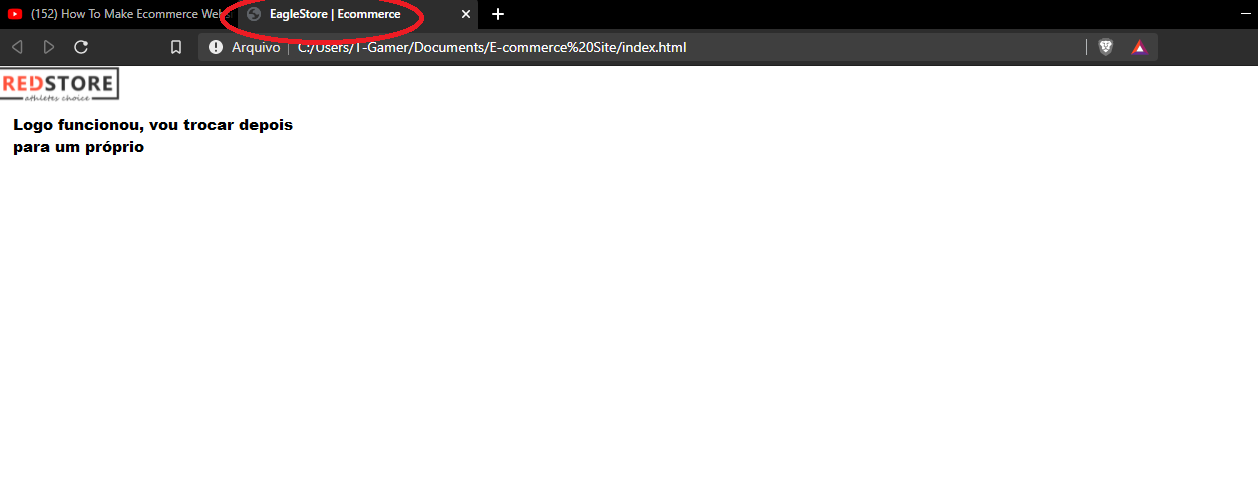 (152) How To Make Ecommerce Webs
EagleStore | Ecommerce
Arquivo | C:/Users/T-Gamer/Documents/E-commerce%20Site/index.html
REDSTORE
athletes choice
Logo funcionou, vou trocar depois
para um próprio